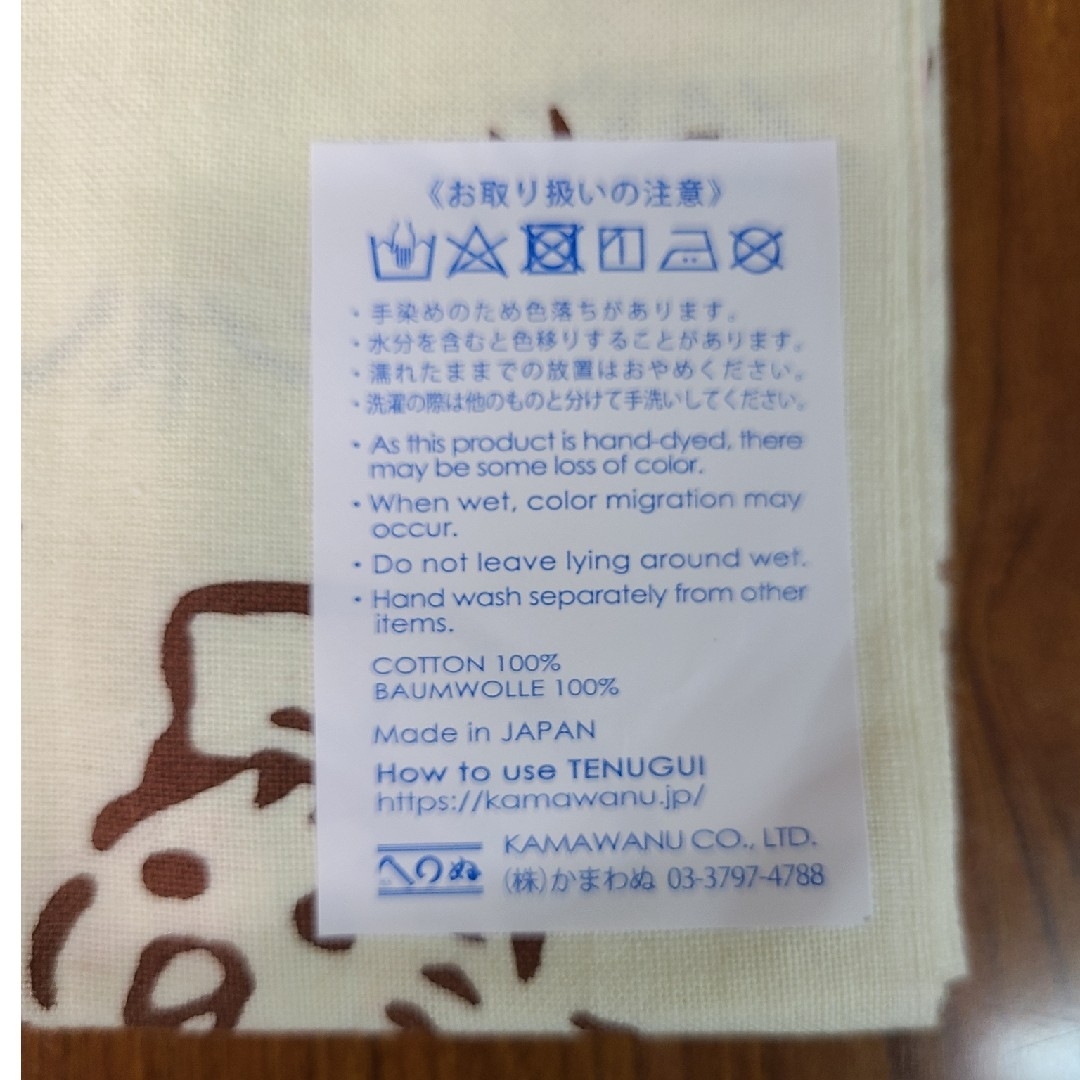 《お取り扱いの注意》
・手染めのため色落ちがあります。
・水分を含むと色移りすることがあります。
・濡れたままでの放置はおやめください。
・洗濯の際は他のものと分けて手洗いしてください。
・As this product is hand-dyed, there
may be some loss of color.
・When wet, color migration may
occur.
・Do not leave lying around wet.
・Hand wash separately from other
items.
COTTON 100%
BAUMWOLLE 100%
Made in JAPAN
How to use TENUGUI
https://kamawanu.jp/
KAMAWANU CO., LTD.
(株)かまわぬ 03-3797-4788